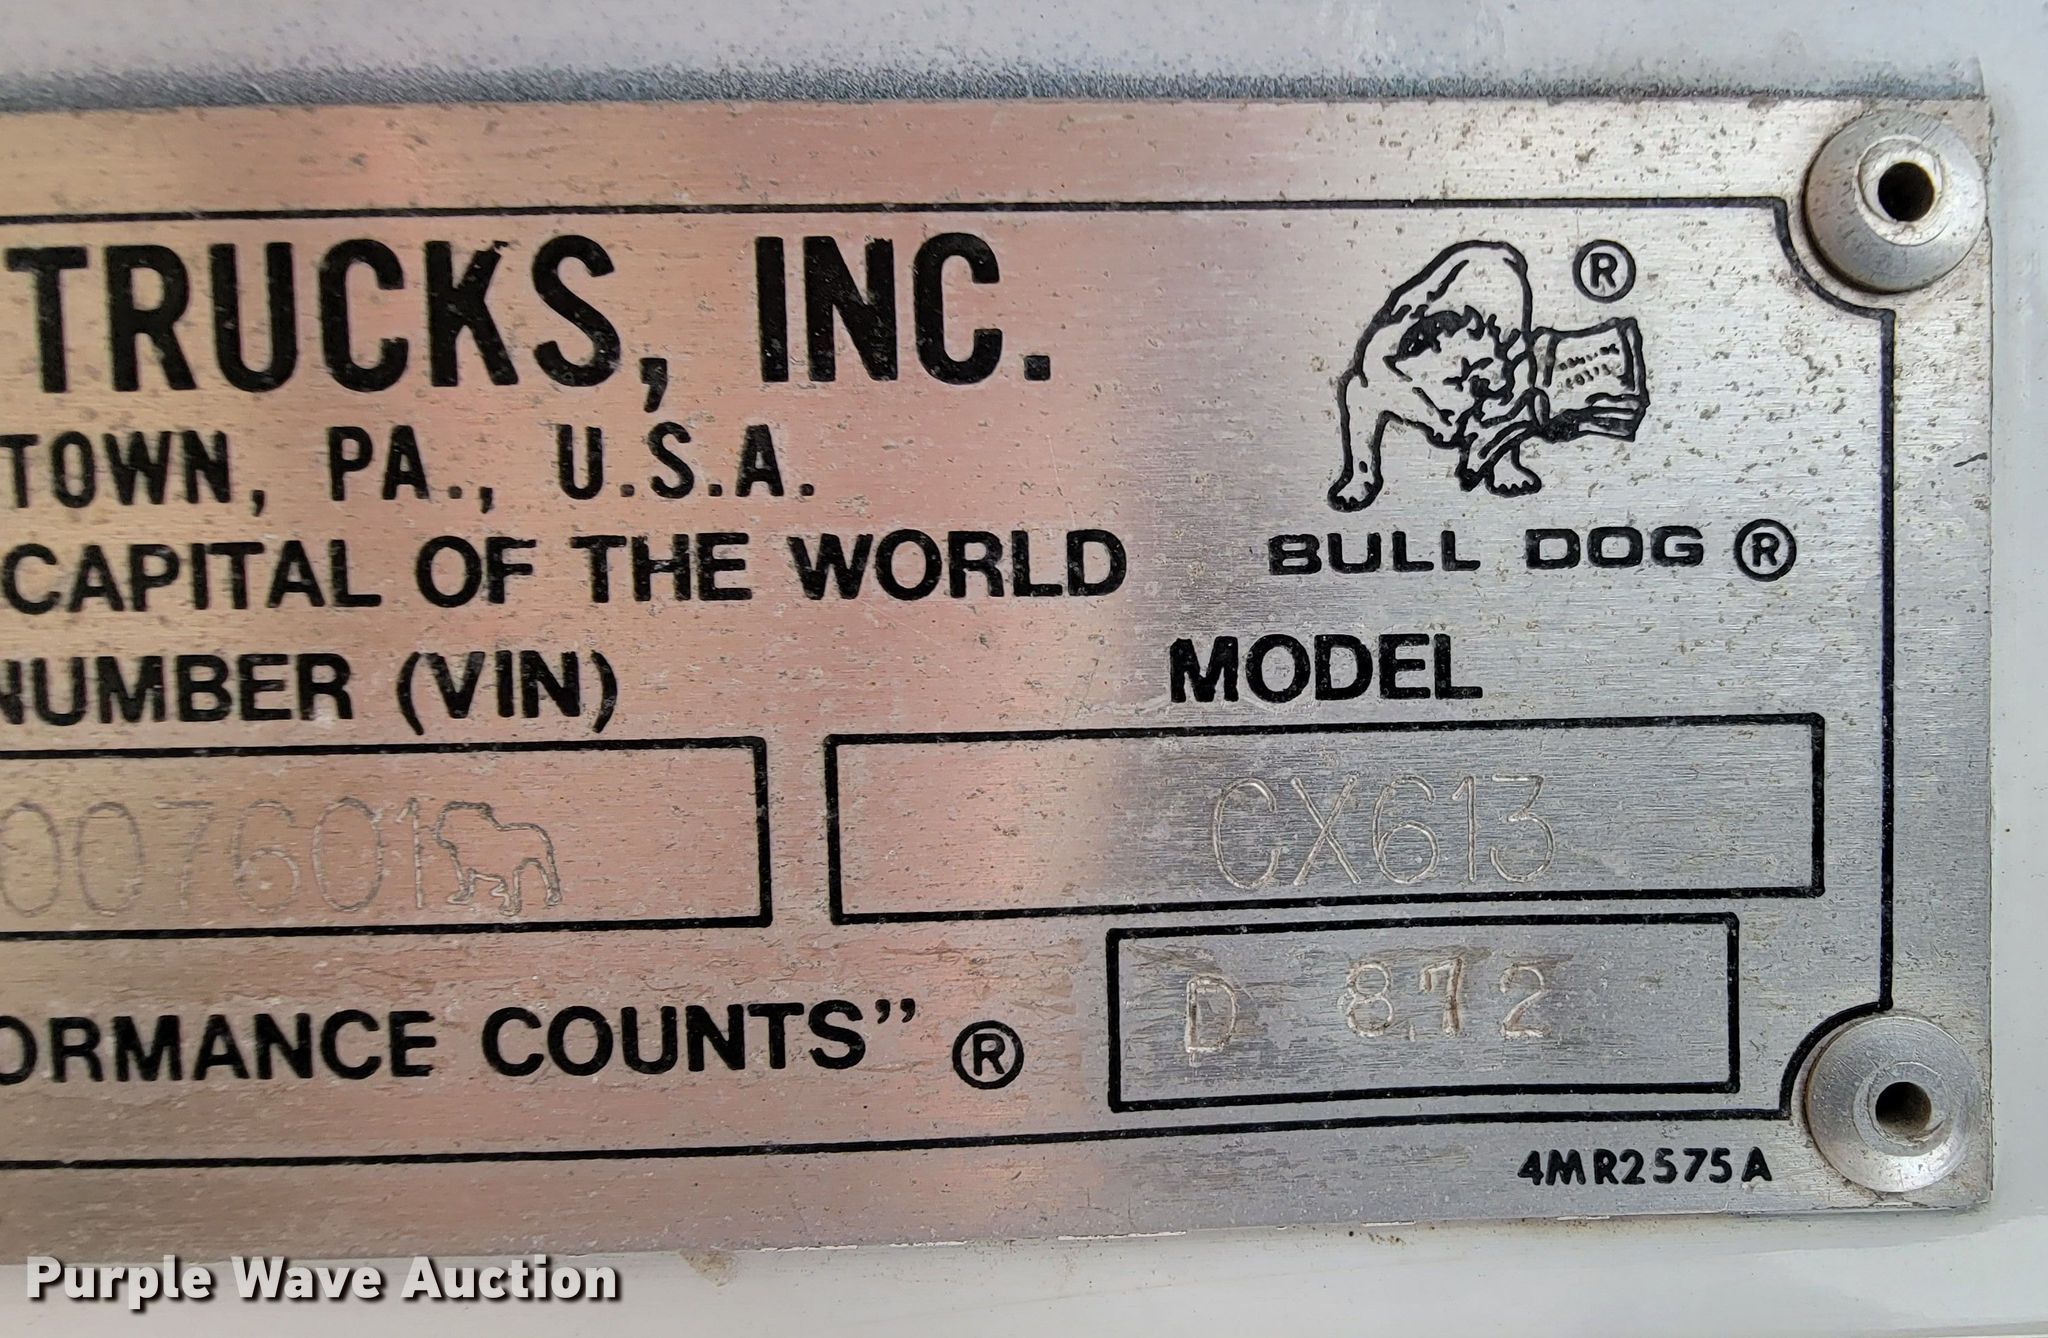 TRUCKS, INC.
®
TOWN, PA., U.S.A.
CAPITAL OF THE WORLD
BULL DOG ®
NUMBER (VIN)
MODEL
007601
CX613
ORMANCE COUNTS" ®
D 872
4MR2575A
Purple Wave Auction